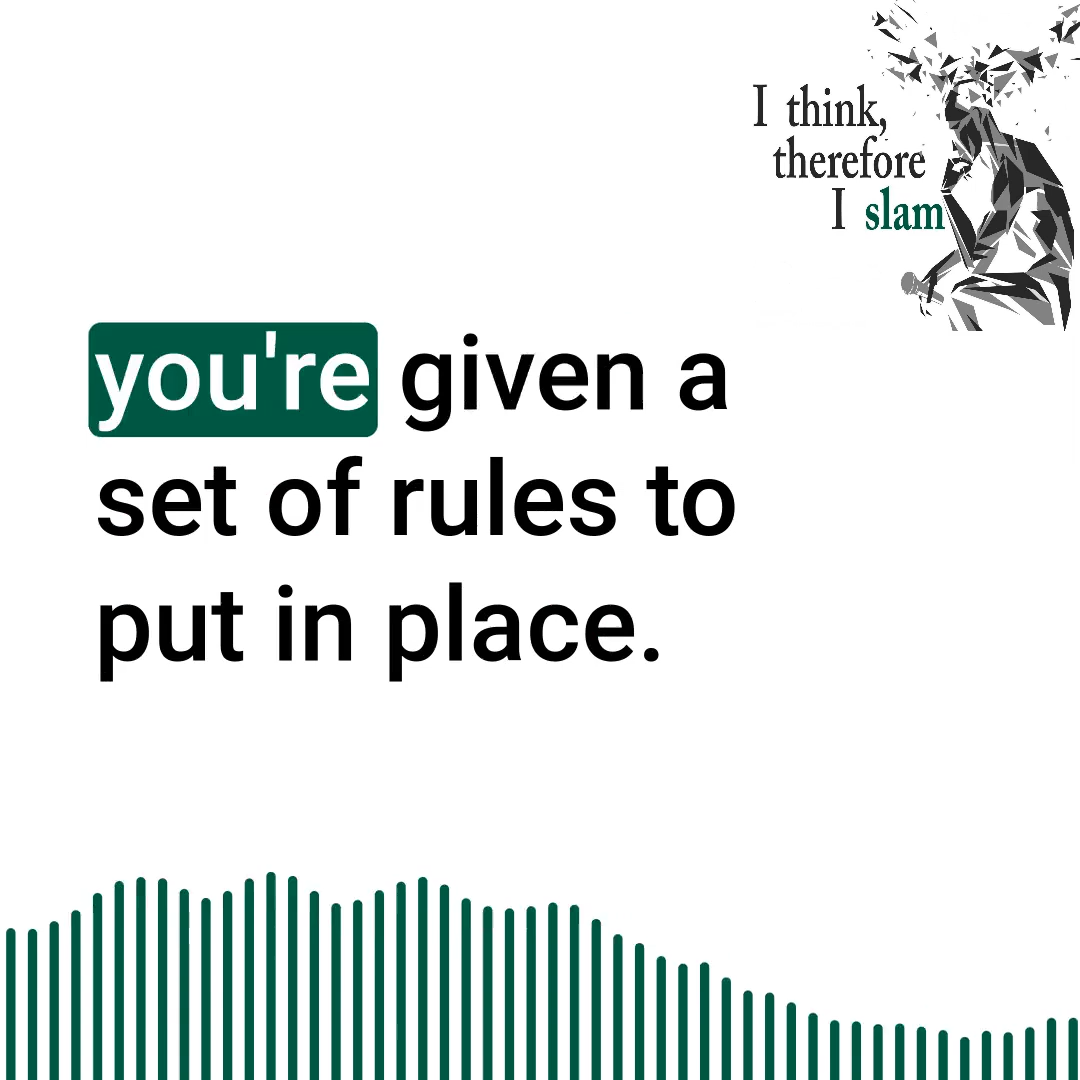 I think,
therefore
I slam
you're given a
set of rules to
put in place.